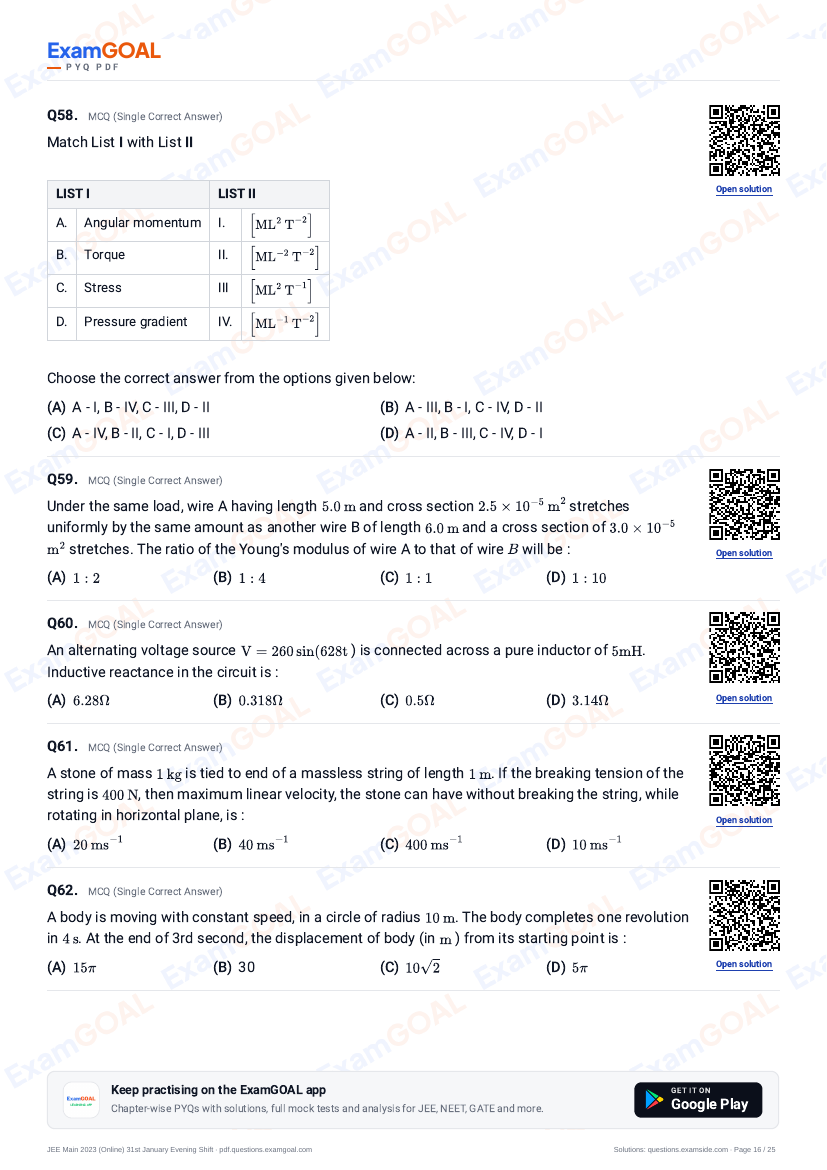 ExamGOAL
PYQ PDF
Q58. MCQ (Single Correct Answer)
Match List I with List II
Open solution
LIST I LIST II
A. Angular momentum I. [ML² T⁻²]
B. Torque II. [ML⁻² T⁻²]
C. Stress III [ML² T⁻¹]
D. Pressure gradient IV. [ML⁻¹ T⁻²]
Choose the correct answer from the options given below:
(A) A - I, B - IV, C - III, D - II (B) A - III, B - I, C - IV, D - II
(C) A - IV, B - II, C - I, D - III (D) A - II, B - III, C - IV, D - I
Q59. MCQ (Single Correct Answer)
Under the same load, wire A having length 5.0 m and cross section 2.5 × 10⁻⁵ m² stretches
uniformly by the same amount as another wire B of length 6.0 m and a cross section of 3.0 × 10⁻⁵
m² stretches. The ratio of the Young's modulus of wire A to that of wire B will be :
Open solution
(A) 1 : 2 (B) 1 : 4 (C) 1 : 1 (D) 1 : 10
Q60. MCQ (Single Correct Answer)
An alternating voltage source V = 260 sin(628t ) is connected across a pure inductor of 5mH.
Inductive reactance in the circuit is :
Open solution
(A) 6.28Ω (B) 0.318Ω (C) 0.5Ω (D) 3.14Ω
Q61. MCQ (Single Correct Answer)
A stone of mass 1 kg is tied to end of a massless string of length 1 m. If the breaking tension of the
string is 400 N, then maximum linear velocity, the stone can have without breaking the string, while
rotating in horizontal plane, is :
Open solution
(A) 20 ms⁻¹ (B) 40 ms⁻¹ (C) 400 ms⁻¹ (D) 10 ms⁻¹
Q62. MCQ (Single Correct Answer)
A body is moving with constant speed, in a circle of radius 10 m. The body completes one revolution
in 4 s. At the end of 3rd second, the displacement of body (in m ) from its starting point is :
Open solution
(A) 15π (B) 30 (C) 10√2 (D) 5π
Keep practising on the ExamGOAL app
Chapter-wise PYQs with solutions, full mock tests and analysis for JEE, NEET, GATE and more.
GET IT ON
Google Play
JEE Main 2023 (Online) 31st January Evening Shift · pdf.questions.examgoal.com Solutions: questions.examside.com · Page 16 / 25